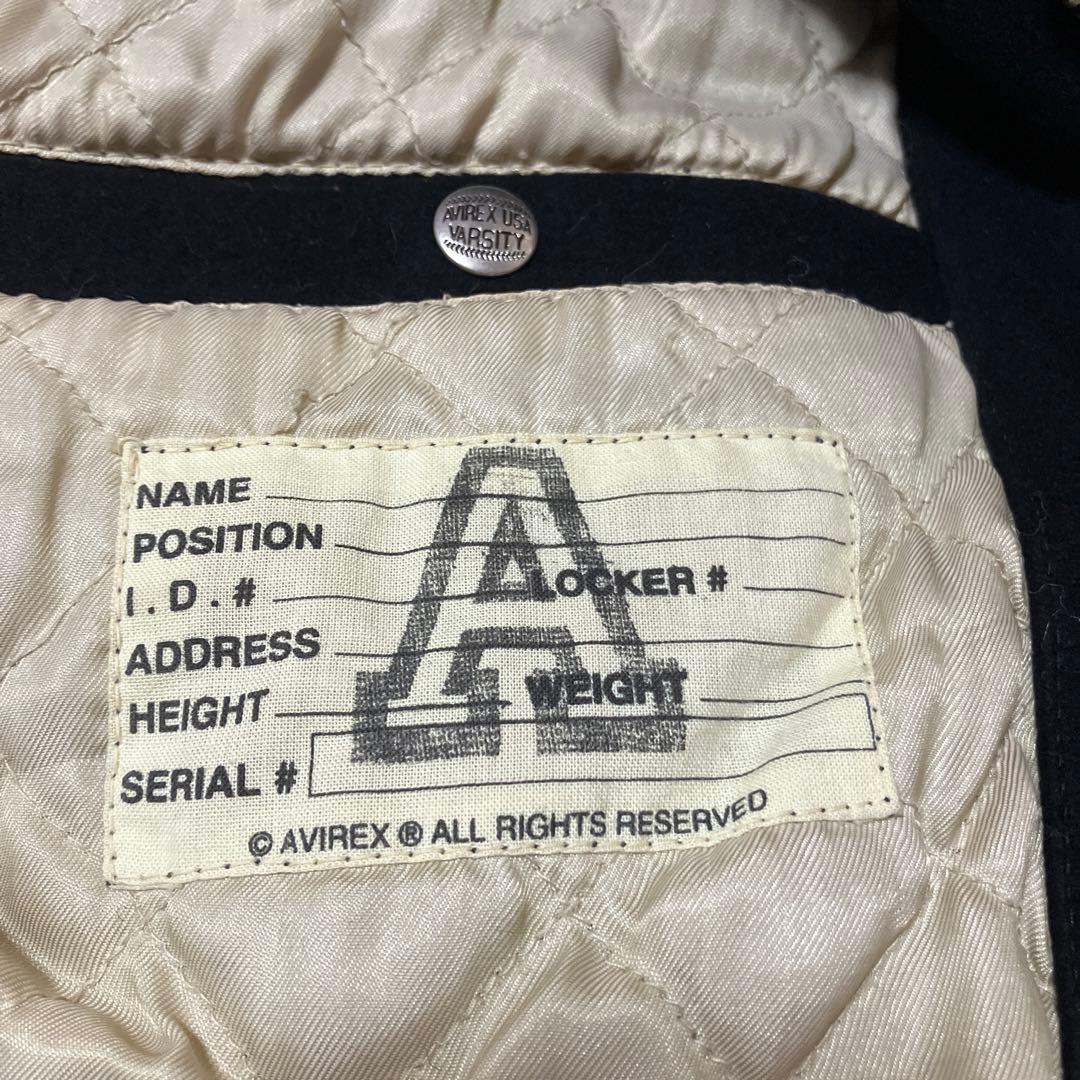 AVIREX USA
VARSITY
NAME
POSITION
I.D.# LOCKER #
ADDRESS
HEIGHT WEIGHT
SERIAL #
© AVIREX ® ALL RIGHTS RESERVED
A